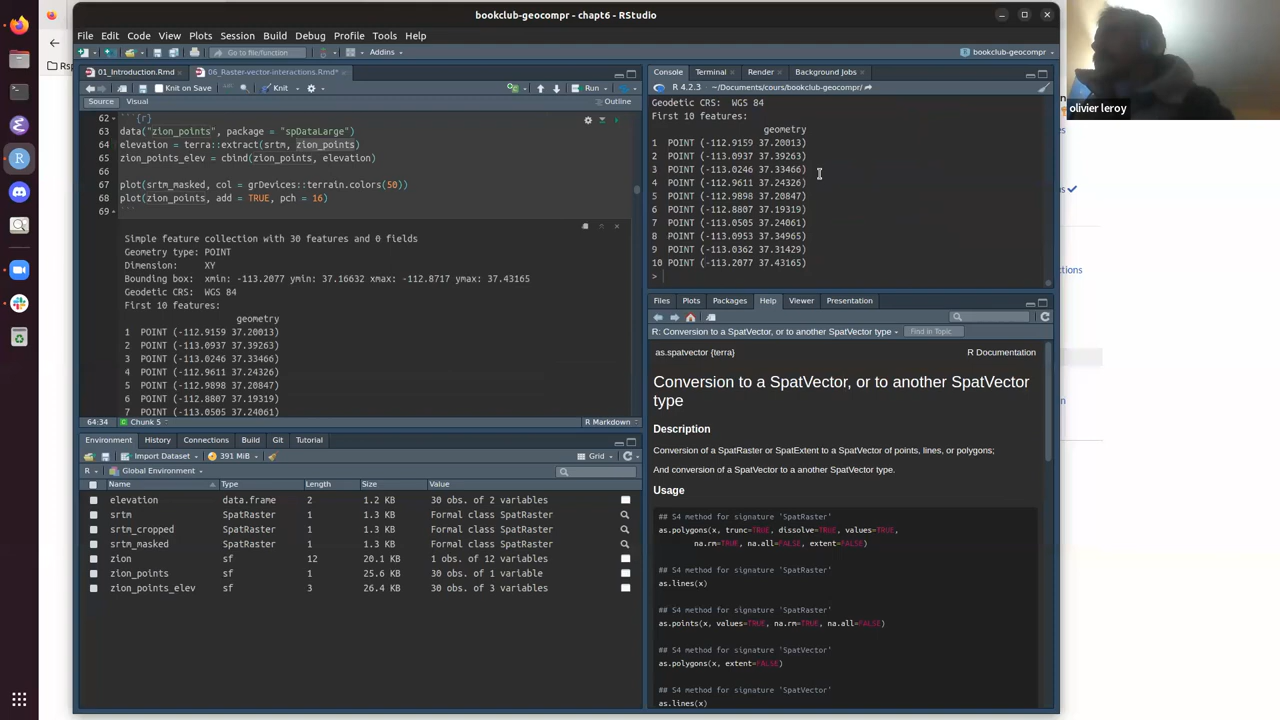 bookclub-geocompr - chapt6 - RStudio
File Edit Code View Plots Session Build Debug Profile Tools Help
Go to file/function Addins bookclub-geocompr
01_Introduction.Rmd 06_Raster-vector-interactions.Rmd*
Knit on Save Knit Run
Source Visual Outline
62 ```{r}
63 data("zion_points", package = "spDataLarge")
64 elevation = terra::extract(srtm, zion_points)
65 zion_points_elev = cbind(zion_points, elevation)
66
67 plot(srtm_masked, col = grDevices::terrain.colors(50))
68 plot(zion_points, add = TRUE, pch = 16)
69 ```
Simple feature collection with 30 features and 0 fields
Geometry type: POINT
Dimension: XY
Bounding box: xmin: -113.2077 ymin: 37.16632 xmax: -112.8717 ymax: 37.43165
Geodetic CRS: WGS 84
First 10 features:
geometry
1 POINT (-112.9159 37.20013)
2 POINT (-113.0937 37.39263)
3 POINT (-113.0246 37.33466)
4 POINT (-112.9611 37.24326)
5 POINT (-112.9898 37.20847)
6 POINT (-112.8807 37.19319)
7 POINT (-113.0505 37.24061)
64:34 Chunk 5 R Markdown
Environment History Connections Build Git Tutorial
Import Dataset 391 MiB Grid
R Global Environment
Name Type Length Size Value
elevation data.frame 2 1.2 KB 30 obs. of 2 variables
srtm SpatRaster 1 1.3 KB Formal class SpatRaster
srtm_cropped SpatRaster 1 1.3 KB Formal class SpatRaster
srtm_masked SpatRaster 1 1.3 KB Formal class SpatRaster
zion sf 12 20.1 KB 1 obs. of 12 variables
zion_points sf 1 25.6 KB 30 obs. of 1 variable
zion_points_elev sf 3 26.4 KB 30 obs. of 3 variables
Console Terminal Render Background Jobs
R 4.2.3 ~/Documents/cours/bookclub-geocompr/
Geodetic CRS: WGS 84
First 10 features:
geometry
1 POINT (-112.9159 37.20013)
2 POINT (-113.0937 37.39263)
3 POINT (-113.0246 37.33466)
4 POINT (-112.9611 37.24326)
5 POINT (-112.9898 37.20847)
6 POINT (-112.8807 37.19319)
7 POINT (-113.0505 37.24061)
8 POINT (-113.0953 37.34965)
9 POINT (-113.0362 37.31429)
10 POINT (-113.2077 37.43165)
>
Files Plots Packages Help Viewer Presentation
R: Conversion to a SpatVector, or to another SpatVector type Find in Topic
as.spatvector {terra} R Documentation
Conversion to a SpatVector, or to another SpatVector
type
Description
Conversion of a SpatRaster or SpatExtent to a SpatVector of points, lines, or polygons;
And conversion of a SpatVector to a another SpatVector type.
Usage
## S4 method for signature 'SpatRaster'
as.polygons(x, trunc=TRUE, dissolve=TRUE, values=TRUE,
na.rm=TRUE, na.all=FALSE, extent=FALSE)
## S4 method for signature 'SpatRaster'
as.lines(x)
## S4 method for signature 'SpatRaster'
as.points(x, values=TRUE, na.rm=TRUE, na.all=FALSE)
## S4 method for signature 'SpatVector'
as.polygons(x, extent=FALSE)
## S4 method for signature 'SpatVector'
as.lines(x)
olivier leroy